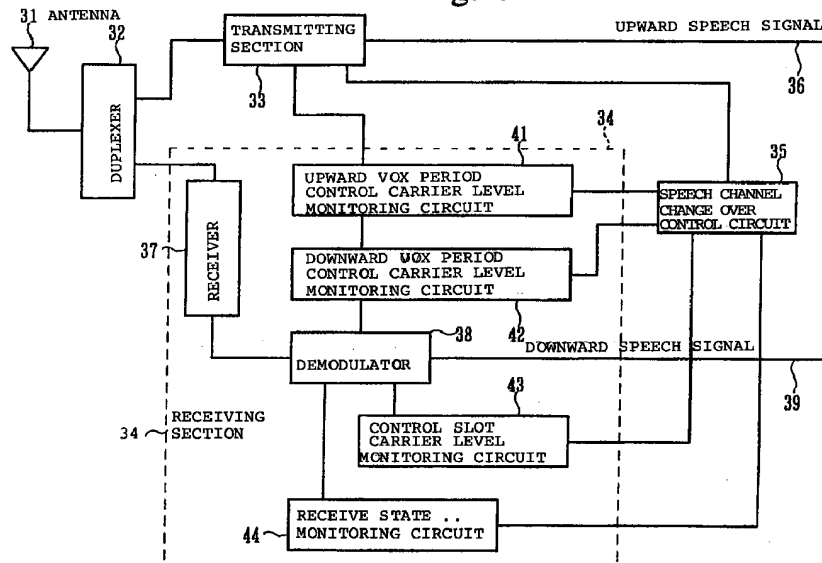 31 ANTENNA
32
DUPLEXER
TRANSMITTING
SECTION
33
UPWARD SPEECH SIGNAL
36
34
41
UPWARD VOX PERIOD
CONTROL CARRIER LEVEL
MONITORING CIRCUIT
35
SPEECH CHANNEL
CHANGE OVER
CONTROL CIRCUIT
37
RECEIVER
DOWNWARD VOX PERIOD
CONTROL CARRIER LEVEL
MONITORING CIRCUIT
42
38
DEMODULATOR
DOWNWARD SPEECH SIGNAL
39
43
CONTROL SLOT
CARRIER LEVEL
MONITORING CIRCUIT
34
RECEIVING
SECTION
RECEIVE STATE ..
MONITORING CIRCUIT
44